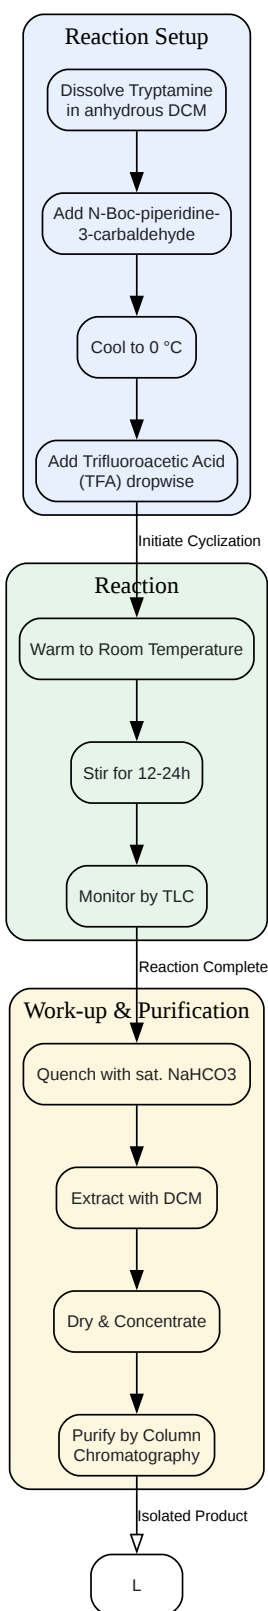 Reaction Setup
Dissolve Tryptamine
in anhydrous DCM
Add N-Boc-piperidine-
3-carbaldehyde
Cool to 0 °C
Add Trifluoroacetic Acid
(TFA) dropwise
Initiate Cyclization
Reaction
Warm to Room Temperature
Stir for 12-24h
Monitor by TLC
Reaction Complete
Work-up & Purification
Quench with sat. NaHCO3
Extract with DCM
Dry & Concentrate
Purify by Column
Chromatography
Isolated Product
L